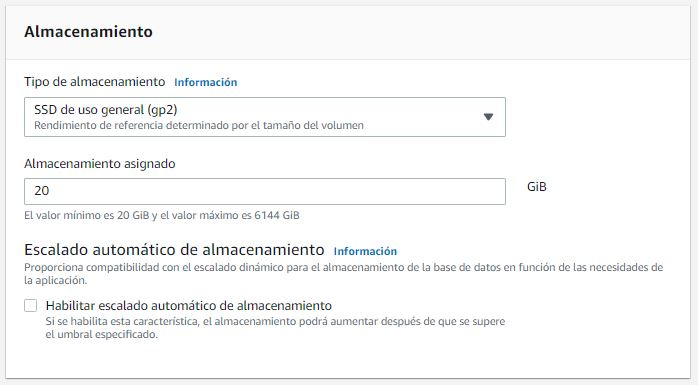 Almacenamiento
Tipo de almacenamiento Información
SSD de uso general (gp2)
Rendimiento de referencia determinado por el tamaño del volumen
Almacenamiento asignado
20 GiB
El valor mínimo es 20 GiB y el valor máximo es 6144 GiB
Escalado automático de almacenamiento Información
Proporciona compatibilidad con el escalado dinámico para el almacenamiento de la base de datos en función de las necesidades de
la aplicación.
Habilitar escalado automático de almacenamiento
Si se habilita esta característica, el almacenamiento podrá aumentar después de que se supere
el umbral especificado.